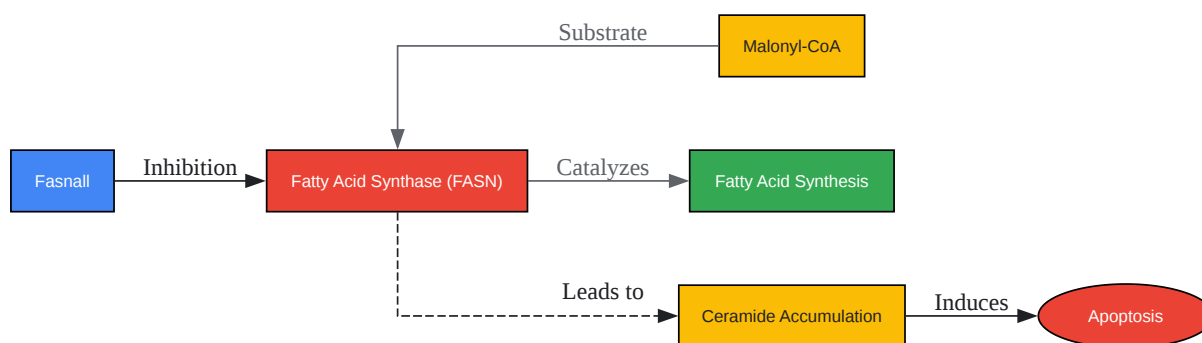 Substrate
Malonyl-CoA
Fasnall
Inhibition
Fatty Acid Synthase (FASN)
Catalyzes
Fatty Acid Synthesis
Leads to
Ceramide Accumulation
Induces
Apoptosis